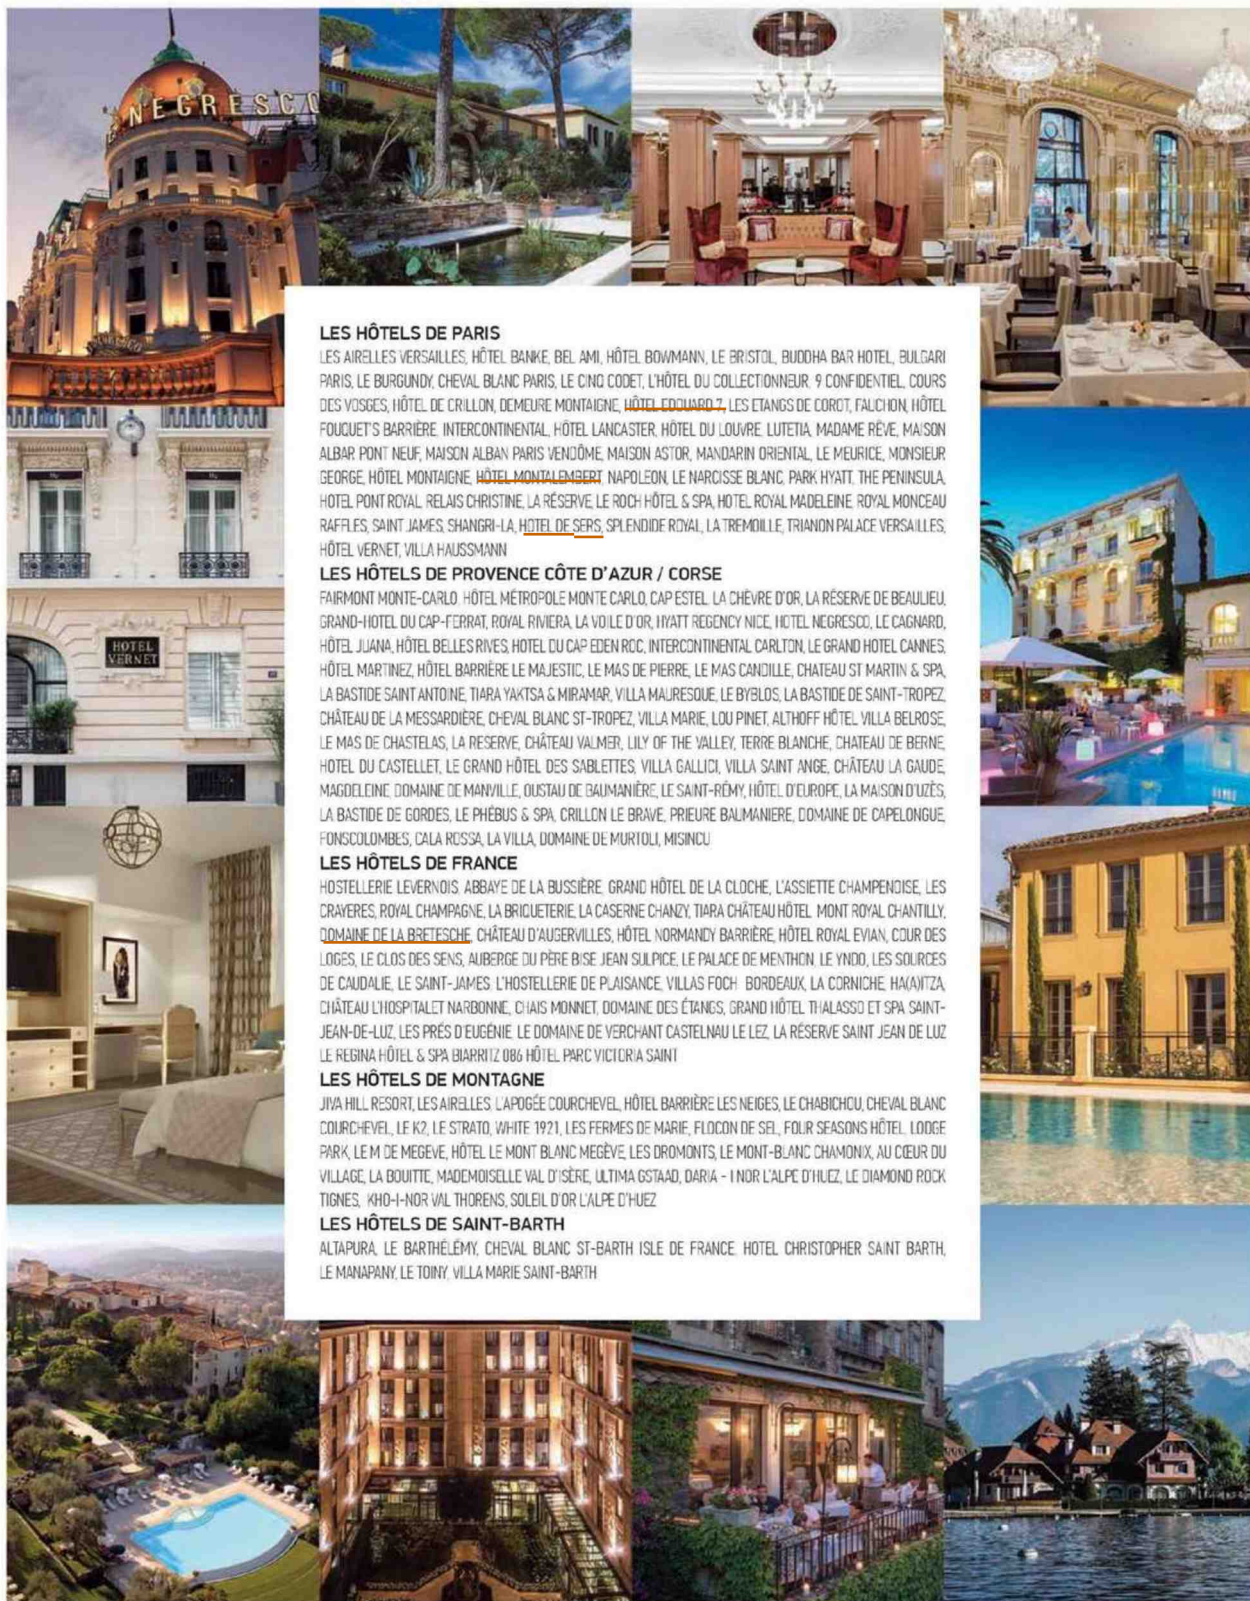 NEGRESCO
LES HÔTELS DE PARIS
LES AIRELLES VERSAILLES, HÔTEL BANKE, BEL AMI, HÔTEL BOWMANN, LE BRISTOL, BUDDHA BAR HOTEL, BULGARI
PARIS, LE BURGUNDY, CHEVAL BLANC PARIS, LE CINQ CODET, L'HÔTEL DU COLLECTIONNEUR, 9 CONFIDENTIEL, COURS
DES VOSGES, HÔTEL DE CRILLON, DEMEURE MONTAIGNE, HÔTEL EDOUARD 7, LES ETANGS DE COROT, FAUCHON, HÔTEL
FOUQUET'S BARRIÈRE, INTERCONTINENTAL, HÔTEL LANCASTER, HÔTEL DU LOUVRE, LUTETIA, MADAME RÊVE, MAISON
ALBAR PONT NEUF, MAISON ALBAN PARIS VENDÔME, MAISON ASTOR, MANDARIN ORIENTAL, LE MEURICE, MONSIEUR
GEORGE, HÔTEL MONTAIGNE, HÔTEL MONTALEMBERT, NAPOLEON, LE NARCISSE BLANC, PARK HYATT, THE PENINSULA,
HOTEL PONT ROYAL, RELAIS CHRISTINE, LA RÉSERVE, LE ROCH HÔTEL & SPA, HOTEL ROYAL MADELEINE, ROYAL MONCEAU
RAFFLES, SAINT JAMES, SHANGRI-LA, HOTEL DE SERS, SPLENDIDE ROYAL, LA TREMOILLE, TRIANON PALACE VERSAILLES,
HÔTEL VERNET, VILLA HAUSSMANN
LES HÔTELS DE PROVENCE CÔTE D'AZUR / CORSE
FAIRMONT MONTE-CARLO, HÔTEL MÉTROPOLE MONTE CARLO, CAP ESTEL, LA CHÈVRE D'OR, LA RÉSERVE DE BEAULIEU,
GRAND-HOTEL DU CAP-FERRAT, ROYAL RIVIERA, LA VOILE D'OR, HYATT REGENCY NICE, HOTEL NEGRESCO, LE CAGNARD,
HÔTEL JUANA, HÔTEL BELLES RIVES, HOTEL DU CAP EDEN ROC, INTERCONTINENTAL CARLTON, LE GRAND HOTEL CANNES,
HÔTEL MARTINEZ, HÔTEL BARRIÈRE LE MAJESTIC, LE MAS DE PIERRE, LE MAS CANDILLE, CHATEAU ST MARTIN & SPA,
LA BASTIDE SAINT ANTOINE, TIARA YAKTSA & MIRAMAR, VILLA MAURESQUE, LE BYBLOS, LA BASTIDE DE SAINT-TROPEZ,
CHÂTEAU DE LA MESSARDIÈRE, CHEVAL BLANC ST-TROPEZ, VILLA MARIE, LOU PINET, ALTHOFF HÔTEL VILLA BELROSE,
LE MAS DE CHASTELAS, LA RESERVE, CHÂTEAU VALMER, LILY OF THE VALLEY, TERRE BLANCHE, CHATEAU DE BERNE,
HOTEL DU CASTELLET, LE GRAND HÔTEL DES SABLETTES, VILLA GALLICI, VILLA SAINT ANGE, CHÂTEAU LA GAUDE,
MAGDELEINE, DOMAINE DE MANVILLE, OUSTAU DE BAUMANIÈRE, LE SAINT-RÉMY, HÔTEL D'EUROPE, LA MAISON D'UZÈS,
LA BASTIDE DE GORDES, LE PHÉBUS & SPA, CRILLON LE BRAVE, PRIEURE BAUMANIERE, DOMAINE DE CAPELONGUE,
FONSCOLOMBES, CALA ROSSA, LA VILLA, DOMAINE DE MURTOLI, MISINCU
LES HÔTELS DE FRANCE
HOSTELLERIE LEVERNOIS, ABBAYE DE LA BUSSIÈRE, GRAND HÔTEL DE LA CLOCHE, L'ASSIETTE CHAMPENOISE, LES
CRAYERES, ROYAL CHAMPAGNE, LA BRIQUETERIE, LA CASERNE CHANZY, TIARA CHÂTEAU HÔTEL MONT ROYAL CHANTILLY,
DOMAINE DE LA BRETESCHE, CHÂTEAU D'AUGERVILLES, HÔTEL NORMANDY BARRIÈRE, HÔTEL ROYAL EVIAN, COUR DES
LOGES, LE CLOS DES SENS, AUBERGE DU PÈRE BISE JEAN SULPICE, LE PALACE DE MENTHON, LE YNDO, LES SOURCES
DE CAUDALIE, LE SAINT-JAMES, L'HOSTELLERIE DE PLAISANCE, VILLAS FOCH BORDEAUX, LA CORNICHE, HA(A)ITZA,
CHÂTEAU L'HOSPITALET NARBONNE, CHAIS MONNET, DOMAINE DES ÉTANGS, GRAND HÔTEL THALASSO ET SPA SAINT-
JEAN-DE-LUZ, LES PRÉS D'EUGÉNIE, LE DOMAINE DE VERCHANT CASTELNAU LE LEZ, LA RÉSERVE SAINT JEAN DE LUZ
LE REGINA HÔTEL & SPA BIARRITZ 086 HÔTEL PARC VICTORIA SAINT
LES HÔTELS DE MONTAGNE
JIVA HILL RESORT, LES AIRELLES, L'APOGÉE COURCHEVEL, HÔTEL BARRIÈRE LES NEIGES, LE CHABICHOU, CHEVAL BLANC
COURCHEVEL, LE K2, LE STRATO, WHITE 1921, LES FERMES DE MARIE, FLOCON DE SEL, FOUR SEASONS HÔTEL, LODGE
PARK, LE M DE MEGEVE, HÔTEL LE MONT BLANC MEGÈVE, LES DROMONTS, LE MONT-BLANC CHAMONIX, AU CŒUR DU
VILLAGE, LA BOUITTE, MADEMOISELLE VAL D'ISÈRE, ULTIMA GSTAAD, DARIA - I NOR L'ALPE D'HUEZ, LE DIAMOND ROCK
TIGNES, KHO-I-NOR VAL THORENS, SOLEIL D'OR L'ALPE D'HUEZ
LES HÔTELS DE SAINT-BARTH
ALTAPURA, LE BARTHÉLÉMY, CHEVAL BLANC ST-BARTH ISLE DE FRANCE, HOTEL CHRISTOPHER SAINT BARTH,
LE MANAPANY, LE TOINY, VILLA MARIE SAINT-BARTH
HOTEL
VERNET